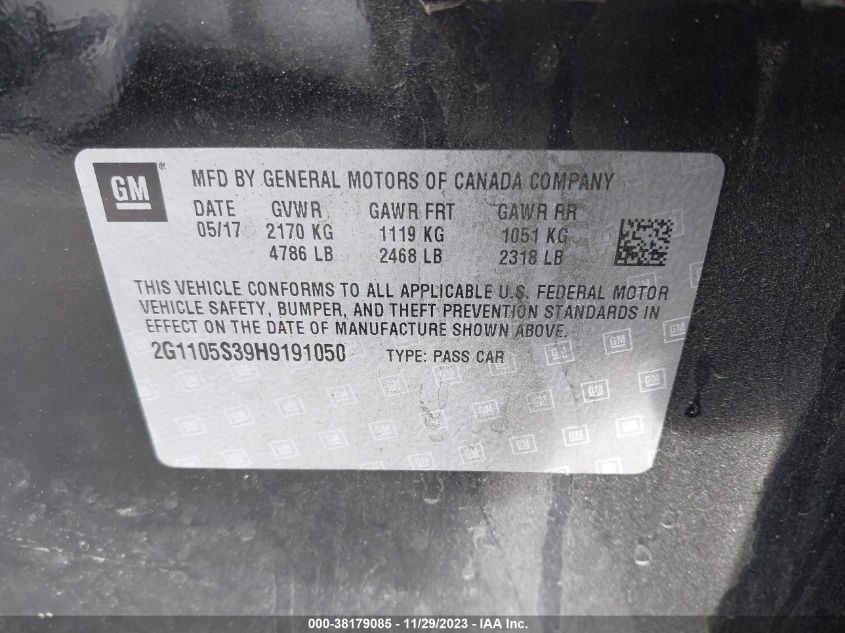 GM ® MFD BY GENERAL MOTORS OF CANADA COMPANY
DATE GVWR GAWR FRT GAWR RR
05/17 2170 KG 1119 KG 1051 KG
4786 LB 2468 LB 2318 LB
THIS VEHICLE CONFORMS TO ALL APPLICABLE U.S. FEDERAL MOTOR
VEHICLE SAFETY, BUMPER, AND THEFT PREVENTION STANDARDS IN
EFFECT ON THE DATE OF MANUFACTURE SHOWN ABOVE.
2G1105S39H9191050 TYPE: PASS CAR
000-38179085 - 11/29/2023 - IAA Inc.